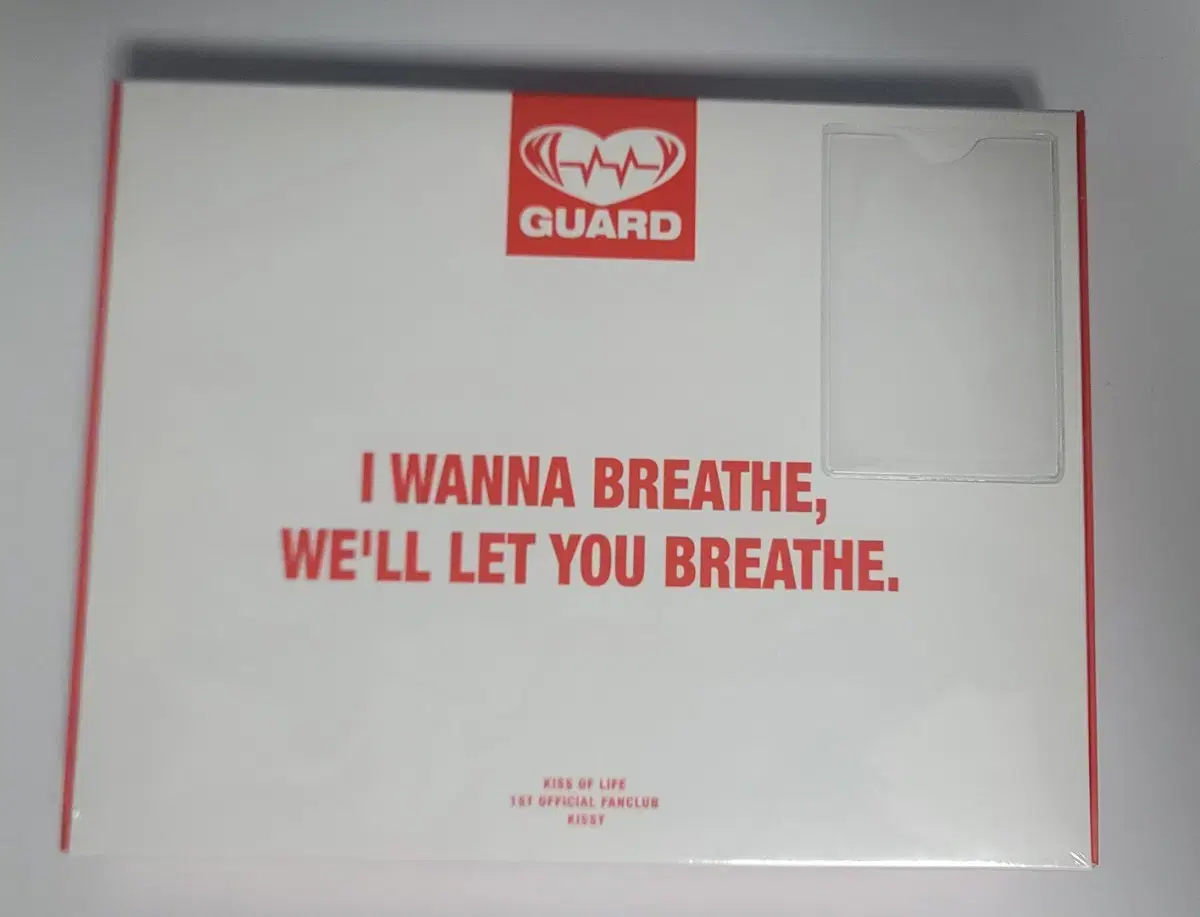 GUARD
I WANNA BREATHE,
WE'LL LET YOU BREATHE.
KISS OF LIFE
1ST OFFICIAL FANCLUB
KISSY